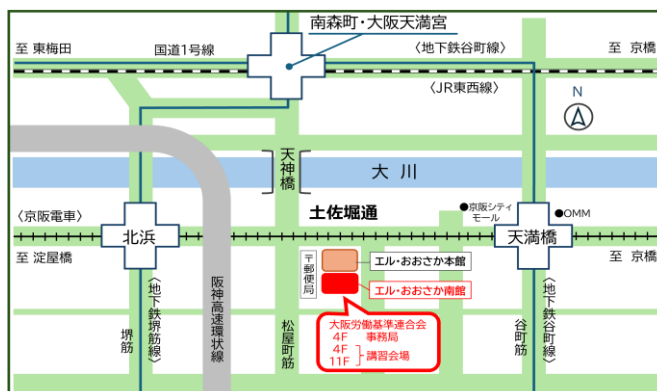 南森町・大阪天満宮
至 東梅田
国道1号線
〈地下鉄谷町線〉
至 京橋
〈JR東西線〉
N
天神橋
大川
土佐堀通
●京阪シティ
モール
●OMM
〈京阪電車〉
北浜
天満橋
至 淀屋橋
至 京橋
〒郵便局
エル・おおさか本館
エル・おおさか南館
大阪労働基準連合会
4F 事務局
4F
11F
講習会場
堺筋
〈地下鉄堺筋線〉
阪神高速環状線
松屋町筋
谷町筋
〈地下鉄谷町線〉